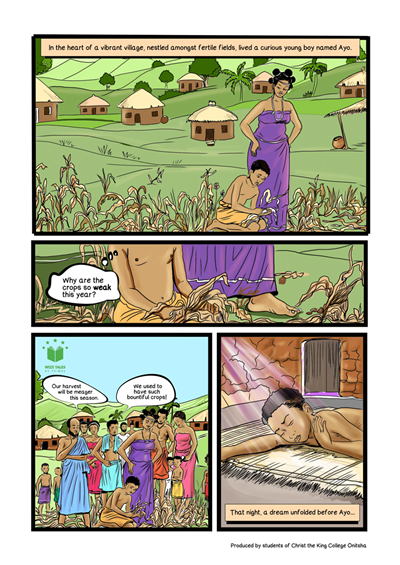 In the heart of a vibrant village, nestled amongst fertile fields, lived a curious young boy named Ayo.
Why are the
crops so weak
this year?
WIZZ TALES
Our harvest
will be meager
this season.
We used to
have such
bountiful crops!
That night, a dream unfolded before Ayo...
Produced by students of Christ the King College Onitsha